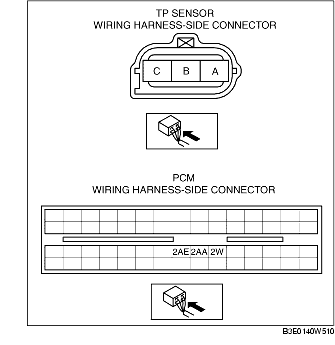 TP SENSOR
WIRING HARNESS-SIDE CONNECTOR
C B A
PCM
WIRING HARNESS-SIDE CONNECTOR
2AE 2AA 2W
B3E0140W510